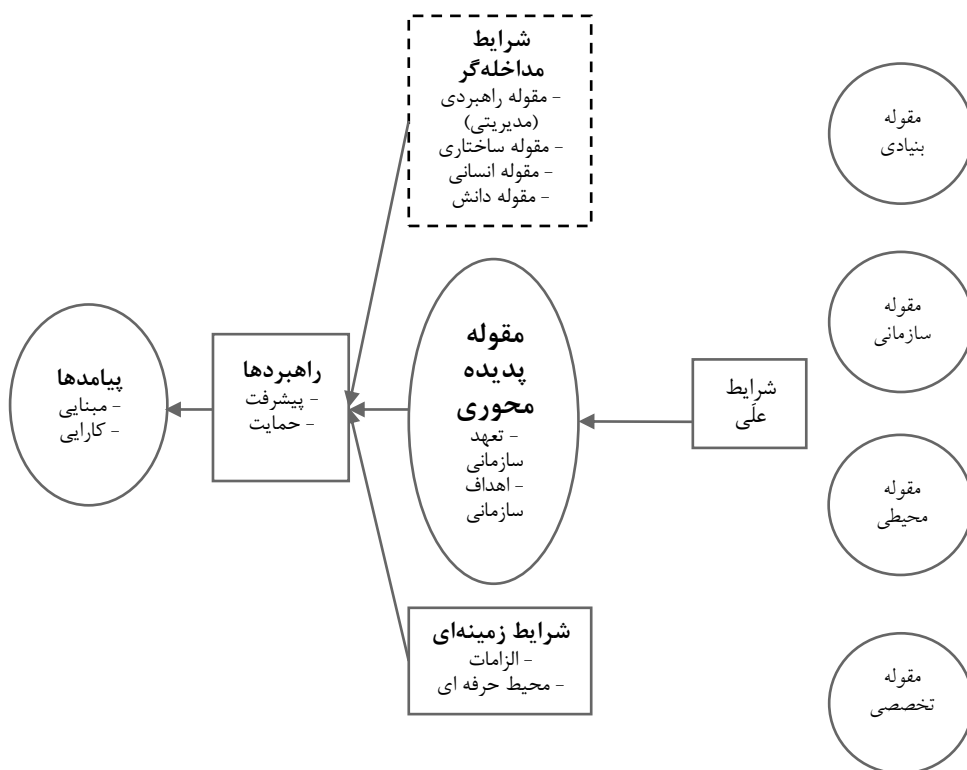 مقوله
بنیادی
مقوله
سازمانی
مقوله
محیطی
مقوله
تخصصی
شرایط
علّی
شرایط
مداخله‌گر
- مقوله راهبردی
(مدیریتی)
- مقوله ساختاری
- مقوله انسانی
- مقوله دانش
مقوله
پدیده
محوری
- تعهد
سازمانی
- اهداف
سازمانی
شرایط زمینه‌ای
- الزامات
- محیط حرفه ای
راهبردها
- پیشرفت
- حمایت
پیامدها
- مبنایی
- کارایی